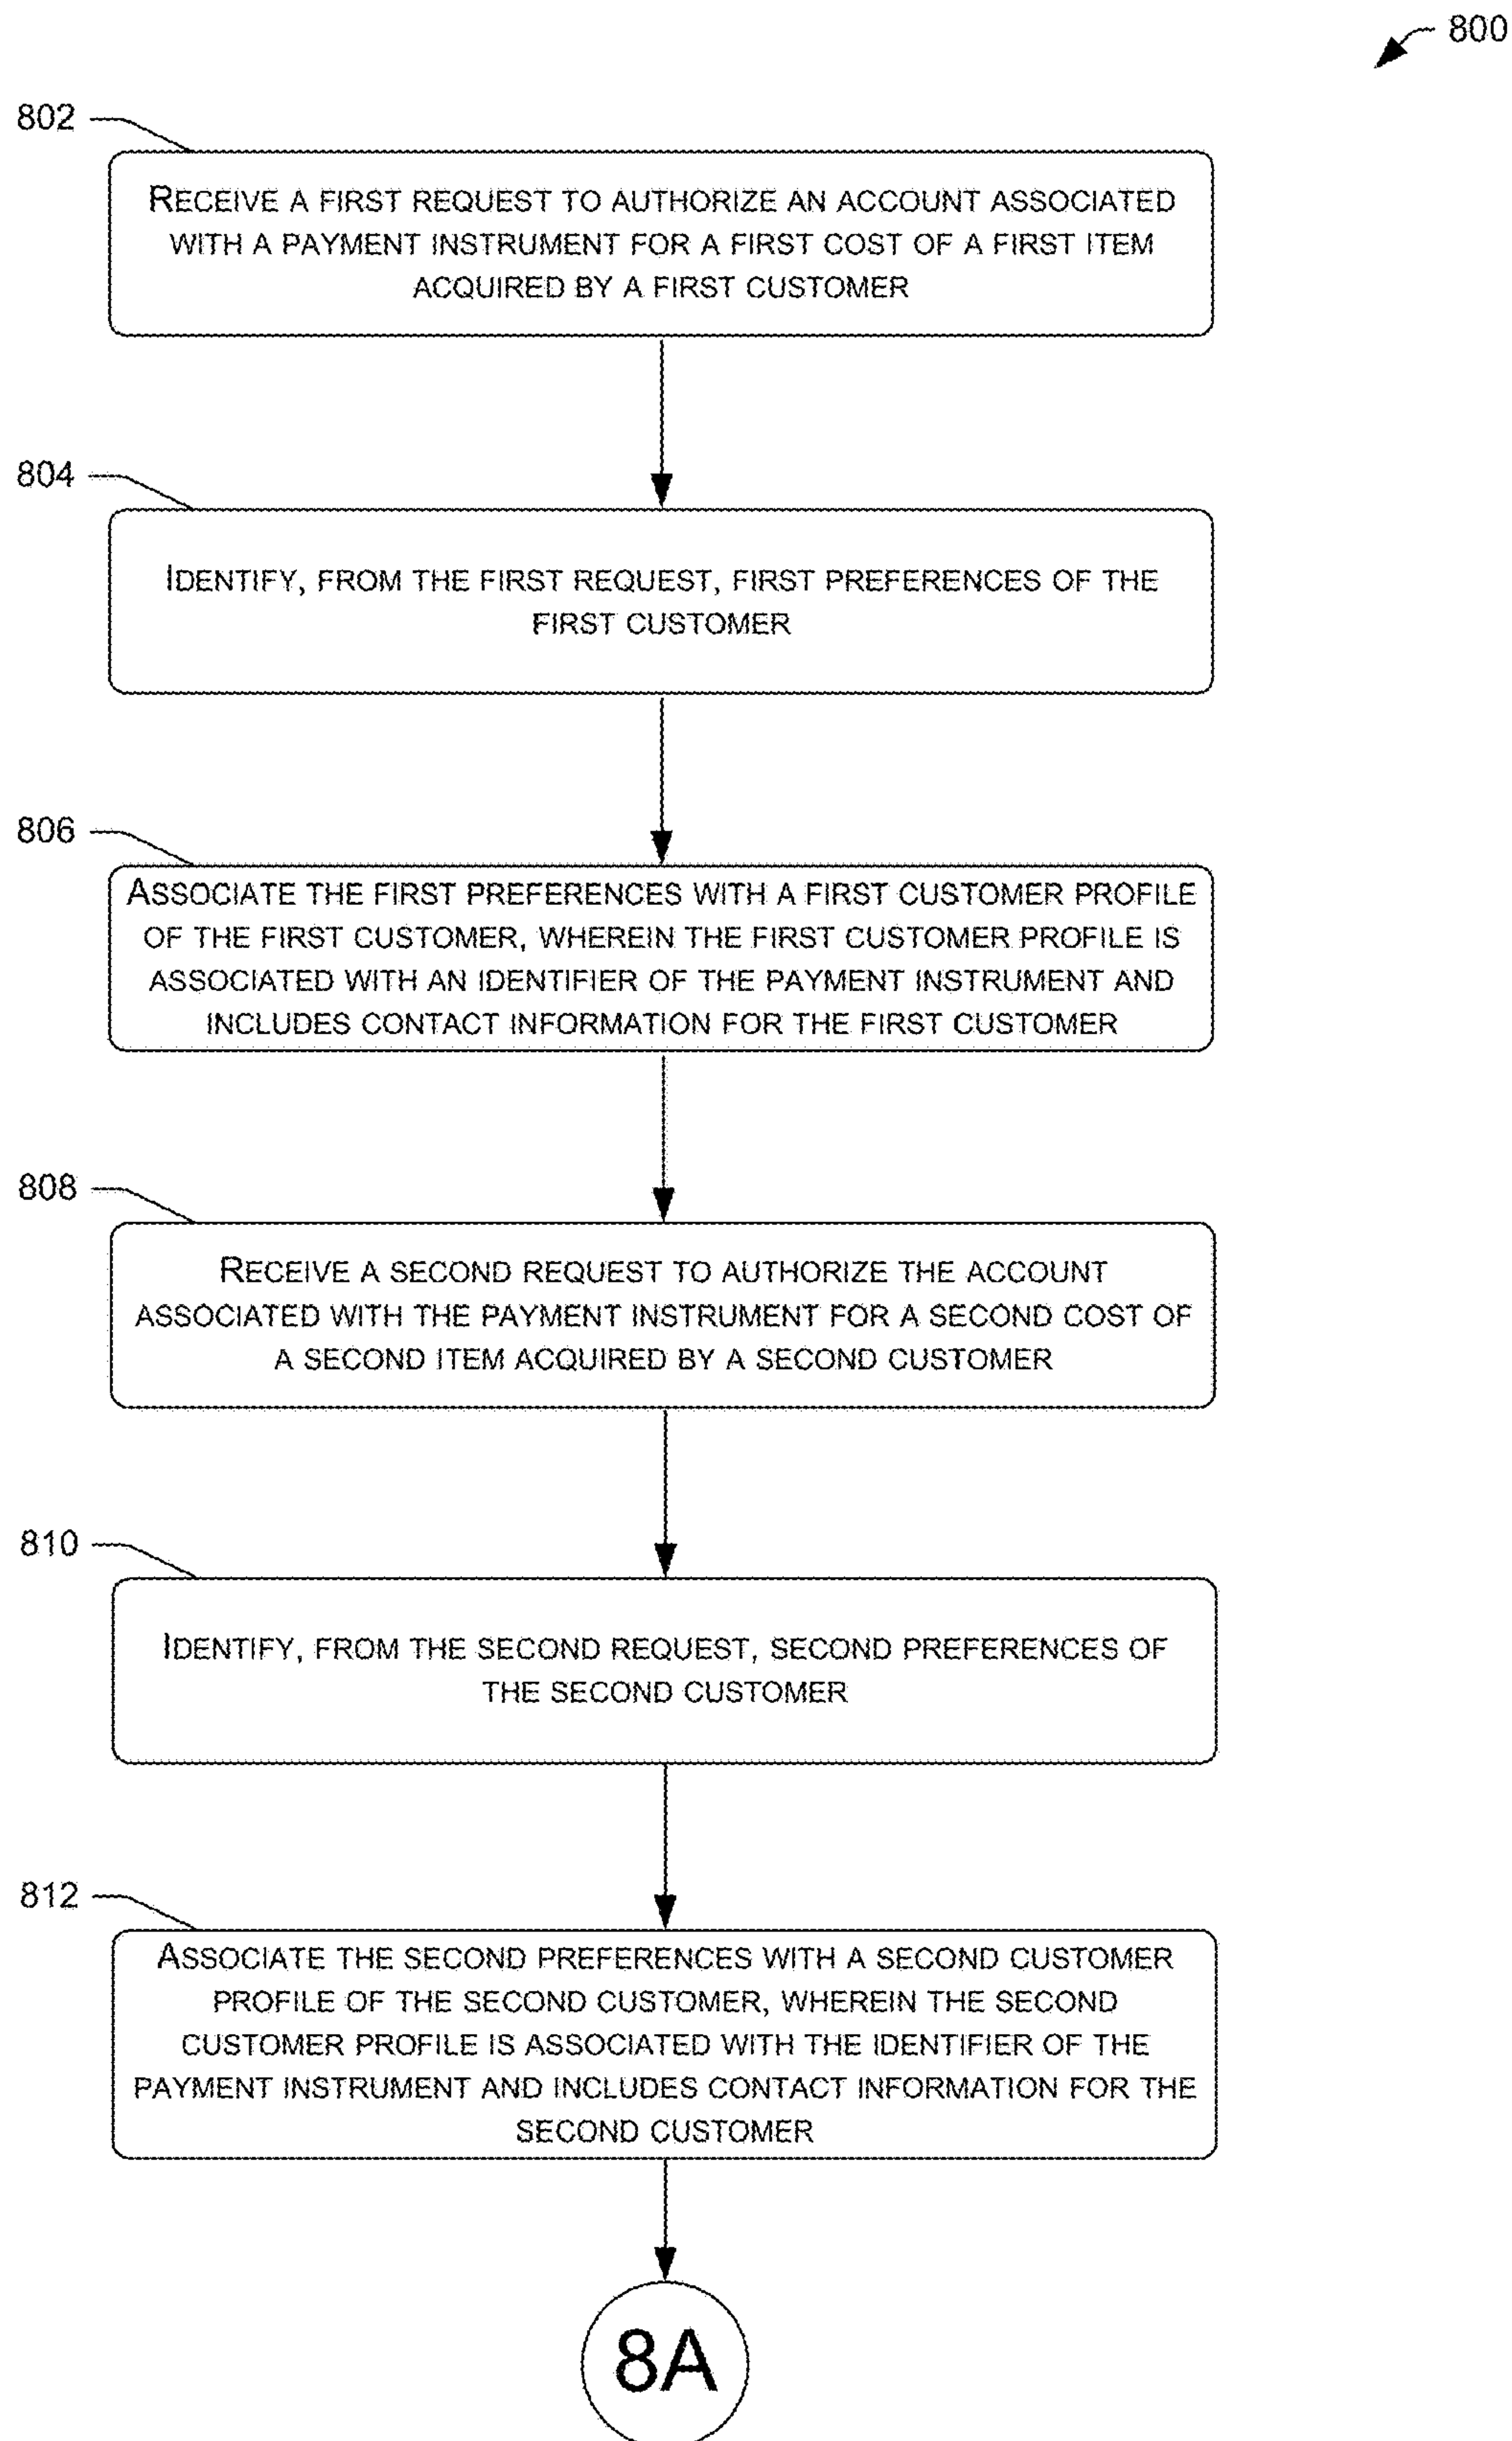 800
802
RECEIVE A FIRST REQUEST TO AUTHORIZE AN ACCOUNT ASSOCIATED
WITH A PAYMENT INSTRUMENT FOR A FIRST COST OF A FIRST ITEM
ACQUIRED BY A FIRST CUSTOMER
804
IDENTIFY, FROM THE FIRST REQUEST, FIRST PREFERENCES OF THE
FIRST CUSTOMER
806
ASSOCIATE THE FIRST PREFERENCES WITH A FIRST CUSTOMER PROFILE
OF THE FIRST CUSTOMER, WHEREIN THE FIRST CUSTOMER PROFILE IS
ASSOCIATED WITH AN IDENTIFIER OF THE PAYMENT INSTRUMENT AND
INCLUDES CONTACT INFORMATION FOR THE FIRST CUSTOMER
808
RECEIVE A SECOND REQUEST TO AUTHORIZE THE ACCOUNT
ASSOCIATED WITH THE PAYMENT INSTRUMENT FOR A SECOND COST OF
A SECOND ITEM ACQUIRED BY A SECOND CUSTOMER
810
IDENTIFY, FROM THE SECOND REQUEST, SECOND PREFERENCES OF
THE SECOND CUSTOMER
812
ASSOCIATE THE SECOND PREFERENCES WITH A SECOND CUSTOMER
PROFILE OF THE SECOND CUSTOMER, WHEREIN THE SECOND
CUSTOMER PROFILE IS ASSOCIATED WITH THE IDENTIFIER OF THE
PAYMENT INSTRUMENT AND INCLUDES CONTACT INFORMATION FOR THE
SECOND CUSTOMER
8A